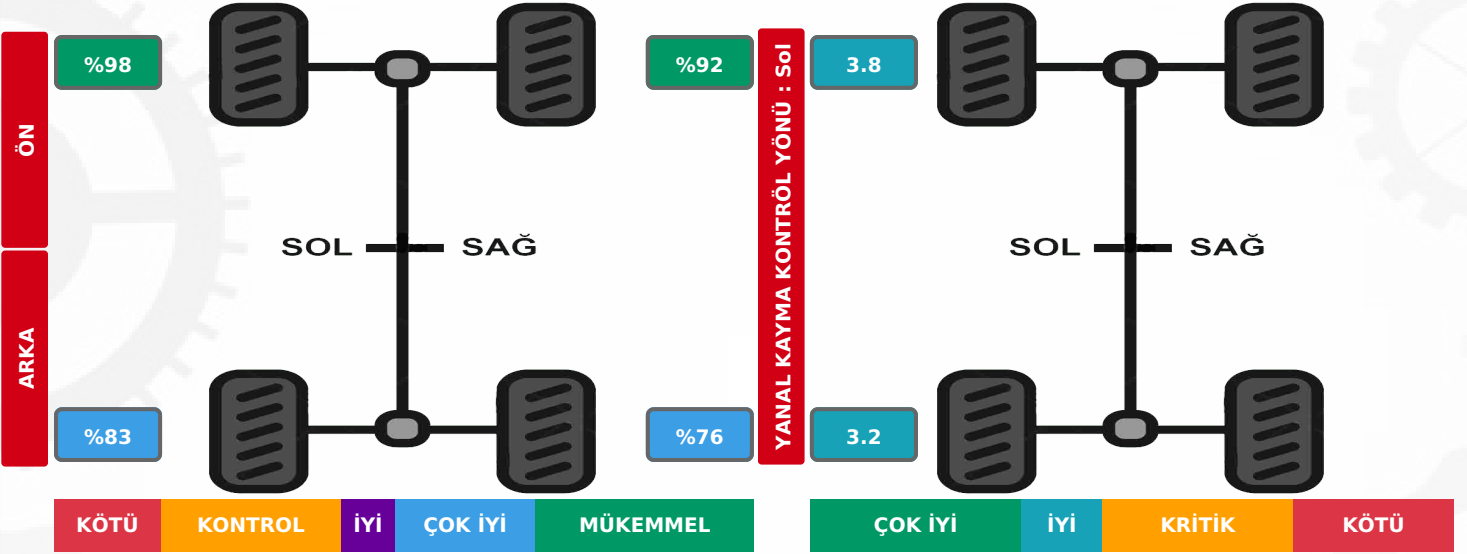 ÖN
%98
%92
YANAL KAYMA KONTRÖL YÖNÜ : Sol
3.8
SOL
SAĞ
SOL
SAĞ
ARKA
%83
%76
3.2
KÖTÜ
KONTROL
İYİ
ÇOK İYİ
MÜKEMMEL
ÇOK İYİ
İYİ
KRİTİK
KÖTÜ